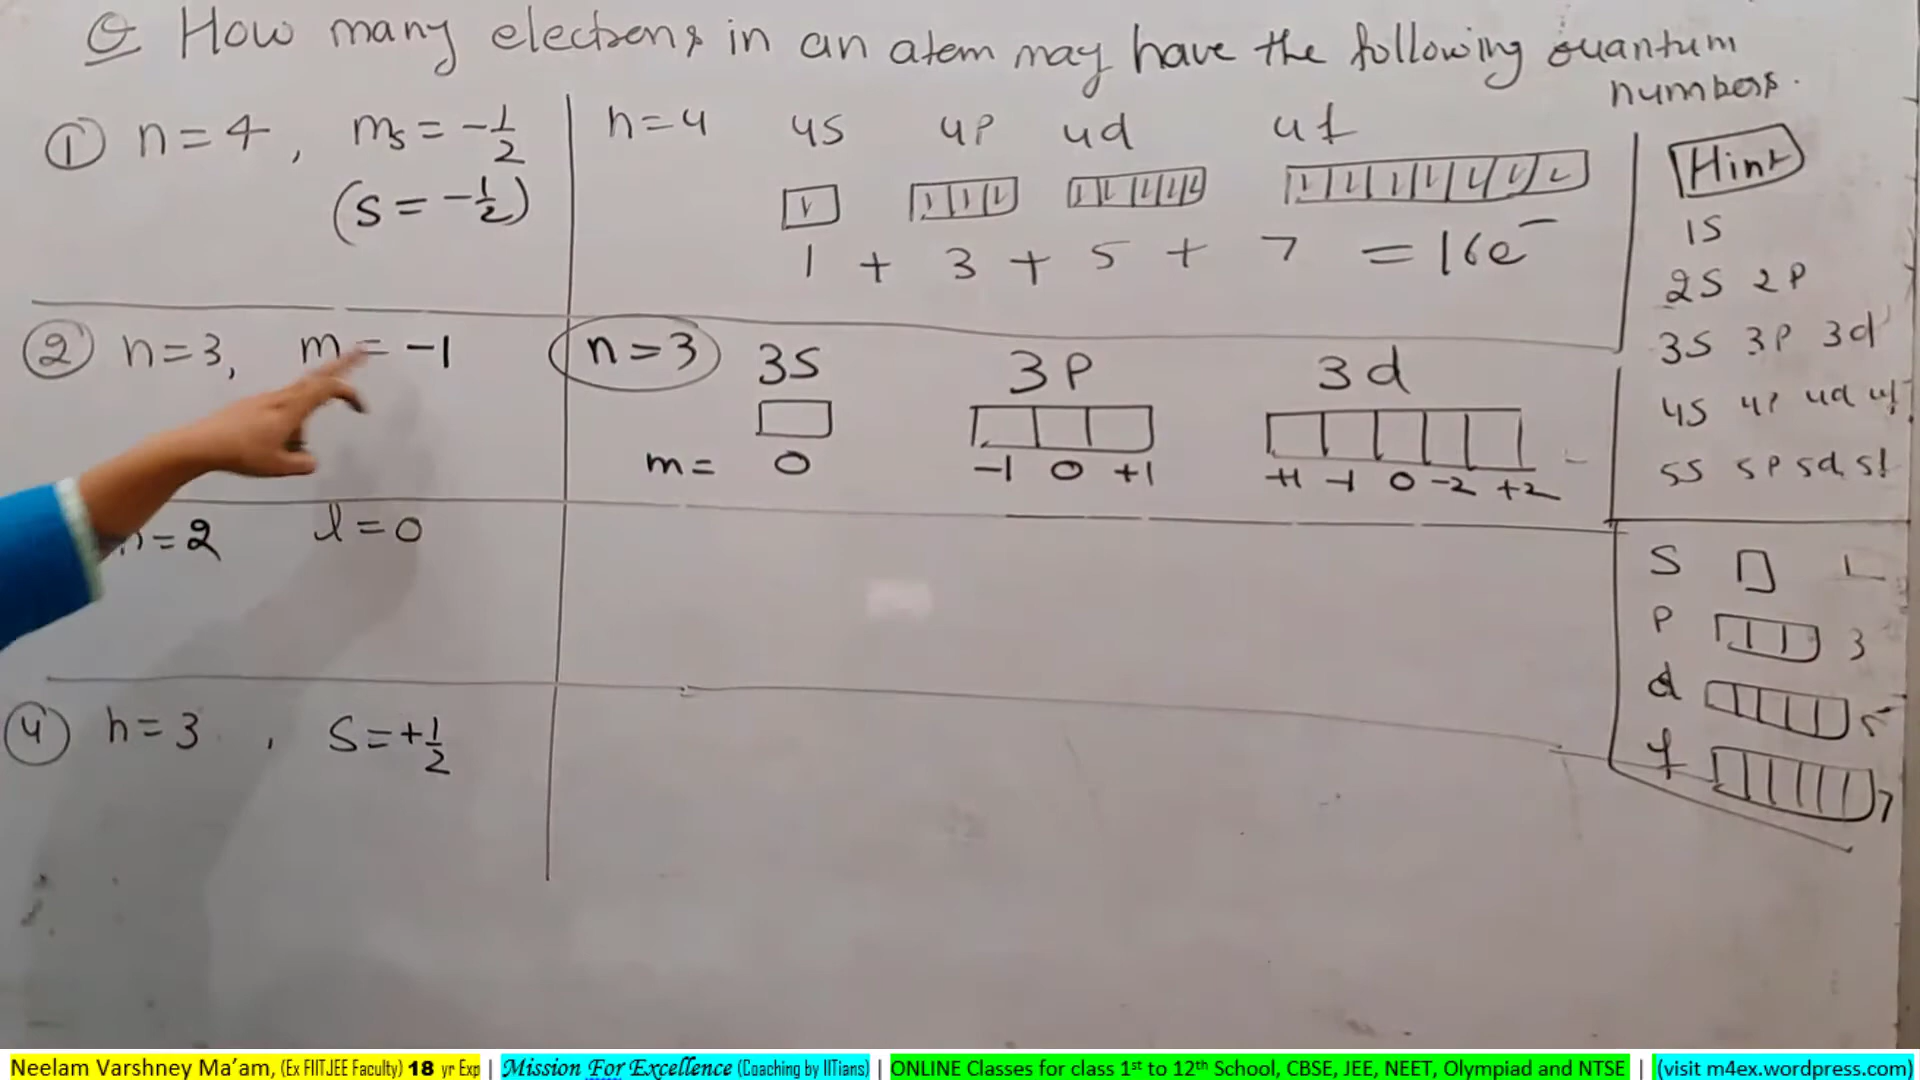 Q How many electrons in an atom may have the following quantum
numbers.
① n=4, ms = -1/2
(s = -1/2)
n=4 4s 4p 4d 4f
1 + 3 + 5 + 7 = 16e⁻
② n=3, m = -1
n=3 3s 3p 3d
m= 0 -1 0 +1 +1 -1 0 -2 +2
n=2 l=0
④ n=3, S=+1/2
Hint
1s
2s 2p
3s 3p 3d
4s 4p 4d 4f
5s 5p 5d 5f
S 1
P 3
d 5
f 7
Neelam Varshney Ma'am, (Ex FIITJEE Faculty) 18 yr Exp | Mission For Excellence (Coaching by IITians) | ONLINE Classes for class 1st to 12th School, CBSE, JEE, NEET, Olympiad and NTSE | (visit m4ex.wordpress.com)